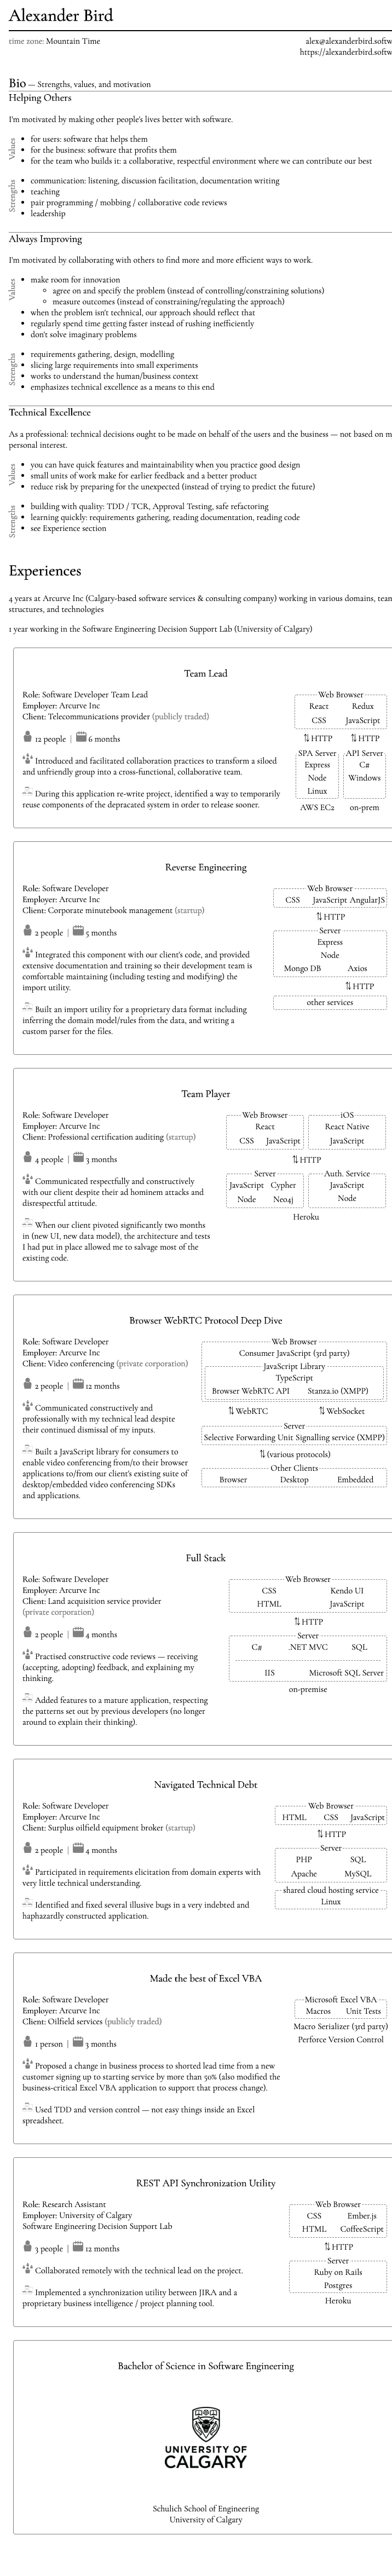 Alexander Bird
time zone: Mountain Time
alex@alexanderbird.softw
https://alexanderbird.softw
Bio — Strengths, values, and motivation
Helping Others
I'm motivated by making other people's lives better with software.
Values
for users: software that helps them
for the business: software that profits them
for the team who builds it: a collaborative, respectful environment where we can contribute our best
Strengths
communication: listening, discussion facilitation, documentation writing
teaching
pair programming / mobbing / collaborative code reviews
leadership
Always Improving
I'm motivated by collaborating with others to find more and more efficient ways to work.
Values
make room for innovation
agree on and specify the problem (instead of controlling/constraining solutions)
measure outcomes (instead of constraining/regulating the approach)
when the problem isn't technical, our approach should reflect that
regularly spend time getting faster instead of rushing inefficiently
don't solve imaginary problems
Strengths
requirements gathering, design, modelling
slicing large requirements into small experiments
works to understand the human/business context
emphasizes technical excellence as a means to this end
Technical Excellence
As a professional: technical decisions ought to be made on behalf of the users and the business — not based on m
personal interest.
Values
you can have quick features and maintainability when you practice good design
small units of work make for earlier feedback and a better product
reduce risk by preparing for the unexpected (instead of trying to predict the future)
Strengths
building with quality: TDD / TCR, Approval Testing, safe refactoring
learning quickly: requirements gathering, reading documentation, reading code
see Experience section
Experiences
4 years at Arcurve Inc (Calgary-based software services & consulting company) working in various domains, tean
structures, and technologies
1 year working in the Software Engineering Decision Support Lab (University of Calgary)
Team Lead
Role: Software Developer Team Lead
Employer: Arcurve Inc
Client: Telecommunications provider (publicly traded)
12 people | 6 months
Introduced and facilitated collaboration practices to transform a siloed
and unfriendly group into a cross-functional, collaborative team.
During this application re-write project, identified a way to temporarily
reuse components of the depracated system in order to release sooner.
Web Browser
React Redux
CSS JavaScript
⇅ HTTP ⇅ HTTP
SPA Server API Server
Express C#
Node Windows
Linux
AWS EC2 on-prem
Reverse Engineering
Role: Software Developer
Employer: Arcurve Inc
Client: Corporate minutebook management (startup)
2 people | 5 months
Integrated this component with our client's code, and provided
extensive documentation and training so their development team is
comfortable maintaining (including testing and modifying) the
import utility.
Built an import utility for a proprietary data format including
inferring the domain model/rules from the data, and writing a
custom parser for the files.
Web Browser
CSS JavaScript AngularJS
⇅ HTTP
Server
Express
Node
Mongo DB Axios
⇅ HTTP
other services
Team Player
Role: Software Developer
Employer: Arcurve Inc
Client: Professional certification auditing (startup)
4 people | 3 months
Communicated respectfully and constructively
with our client despite their ad hominem attacks and
disrespectful attitude.
When our client pivoted significantly two months
in (new UI, new data model), the architecture and tests
I had put in place allowed me to salvage most of the
existing code.
Web Browser iOS
React React Native
CSS JavaScript JavaScript
⇅ HTTP
Server Auth. Service
JavaScript Cypher JavaScript
Node Neo4j Node
Heroku
Browser WebRTC Protocol Deep Dive
Role: Software Developer
Employer: Arcurve Inc
Client: Video conferencing (private corporation)
2 people | 12 months
Communicated constructively and
professionally with my technical lead despite
their continued dismissal of my inputs.
Built a JavaScript library for consumers to
enable video conferencing from/to their browser
applications to/from our client's existing suite of
desktop/embedded video conferencing SDKs
and applications.
Web Browser
Consumer JavaScript (3rd party)
JavaScript Library
TypeScript
Browser WebRTC API Stanza.io (XMPP)
⇅ WebRTC ⇅ WebSocket
Server
Selective Forwarding Unit Signalling service (XMPP)
⇅ (various protocols)
Other Clients
Browser Desktop Embedded
Full Stack
Role: Software Developer
Employer: Arcurve Inc
Client: Land acquisition service provider
(private corporation)
2 people | 4 months
Practised constructive code reviews — receiving
(accepting, adopting) feedback, and explaining my
thinking.
Added features to a mature application, respecting
the patterns set out by previous developers (no longer
around to explain their thinking).
Web Browser
CSS Kendo UI
HTML JavaScript
⇅ HTTP
Server
C# .NET MVC SQL
IIS Microsoft SQL Server
on-premise
Navigated Technical Debt
Role: Software Developer
Employer: Arcurve Inc
Client: Surplus oilfield equipment broker (startup)
2 people | 4 months
Participated in requirements elicitation from domain experts with
very little technical understanding.
Identified and fixed several illusive bugs in a very indebted and
haphazardly constructed application.
Web Browser
HTML CSS JavaScript
⇅ HTTP
Server
PHP SQL
Apache MySQL
shared cloud hosting service
Linux
Made the best of Excel VBA
Role: Software Developer
Employer: Arcurve Inc
Client: Oilfield services (publicly traded)
1 person | 3 months
Proposed a change in business process to shorted lead time from a new
customer signing up to starting service by more than 50% (also modified the
business-critical Excel VBA application to support that process change).
Used TDD and version control — not easy things inside an Excel
spreadsheet.
Microsoft Excel VBA
Macros Unit Tests
Macro Serializer (3rd party)
Perforce Version Control
REST API Synchronization Utility
Role: Research Assistant
Employer: University of Calgary
Software Engineering Decision Support Lab
3 people | 12 months
Collaborated remotely with the technical lead on the project.
Implemented a synchronization utility between JIRA and a
proprietary business intelligence / project planning tool.
Web Browser
CSS Ember.js
HTML CoffeeScript
⇅ HTTP
Server
Ruby on Rails
Postgres
Heroku
Bachelor of Science in Software Engineering
UNIVERSITY OF
CALGARY
Schulich School of Engineering
University of Calgary